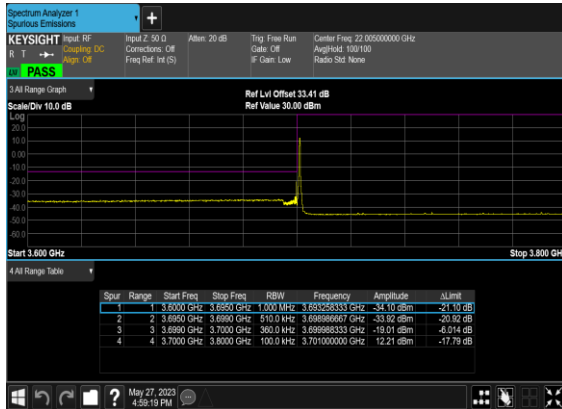 Spectrum Analyzer 1
Spurious Emissions
KEYSIGHT Input: RF Input Z: 50 Ω Atten: 20 dB Trig: Free Run Center Freq: 22.005000000 GHz
R T Coupling: DC Corrections: Off Gate: Off Avg|Hold: 100/100
Align: Off Freq Ref: Int (S) IF Gain: Low Radio Std: None
PASS
3 All Range Graph Ref Lvl Offset 33.41 dB
Scale/Div 10.0 dB Ref Value 30.00 dBm
Log
20.0
10.0
0.00
-10.0
-20.0
-30.0
-40.0
-50.0
-60.0
Start 3.600 GHz Stop 3.800 GH
4 All Range Table
Spur Range Start Freq Stop Freq RBW Frequency Amplitude ΔLimit
1 1 3.6000 GHz 3.6950 GHz 1.000 MHz 3.693258333 GHz -34.10 dBm -21.10 dB
2 2 3.6950 GHz 3.6990 GHz 510.0 kHz 3.698986667 GHz -33.92 dBm -20.92 dB
3 3 3.6990 GHz 3.7000 GHz 360.0 kHz 3.699988333 GHz -19.01 dBm -6.014 dB
4 4 3.7000 GHz 3.8000 GHz 100.0 kHz 3.701000000 GHz 12.21 dBm -17.79 dB
? May 27, 2023
4:59:19 PM